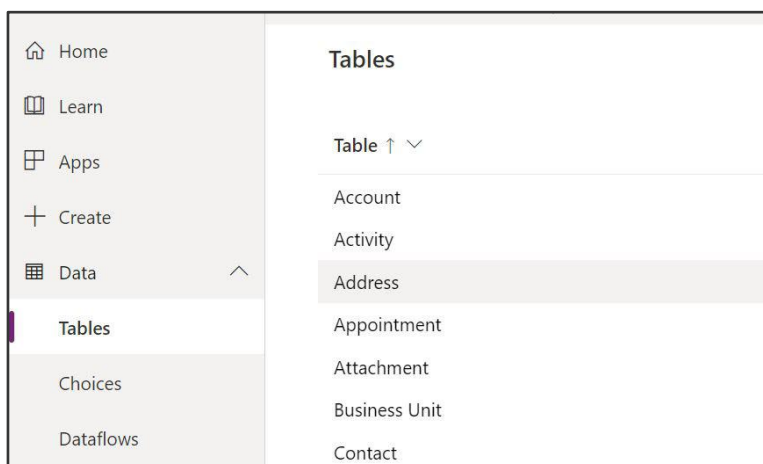 Home
Learn
Apps
Create
Data
Tables
Choices
Dataflows
Tables
Table
Account
Activity
Address
Appointment
Attachment
Business Unit
Contact